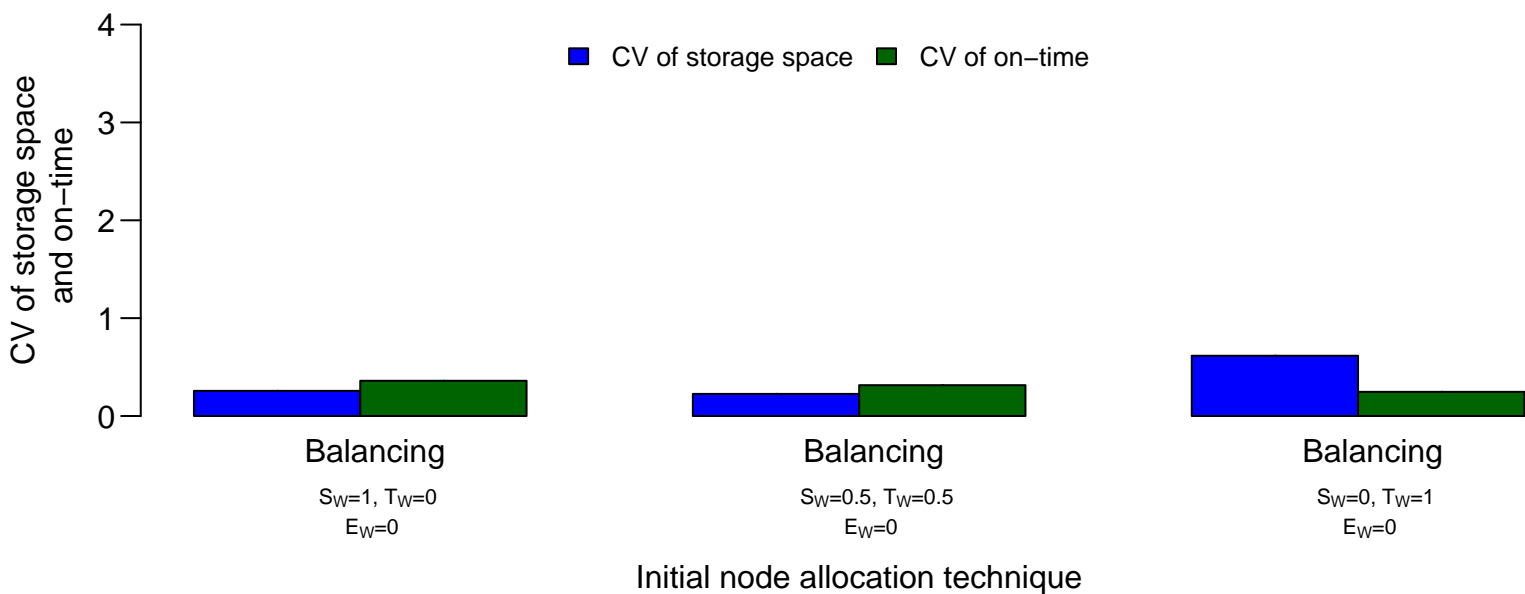 CV of storage space
and on−time
4
3
2
1
0
CV of storage space
CV of on−time
Balancing
Balancing
Balancing
SW=1, TW=0
SW=0.5, TW=0.5
SW=0, TW=1
EW=0
EW=0
EW=0
Initial node allocation technique